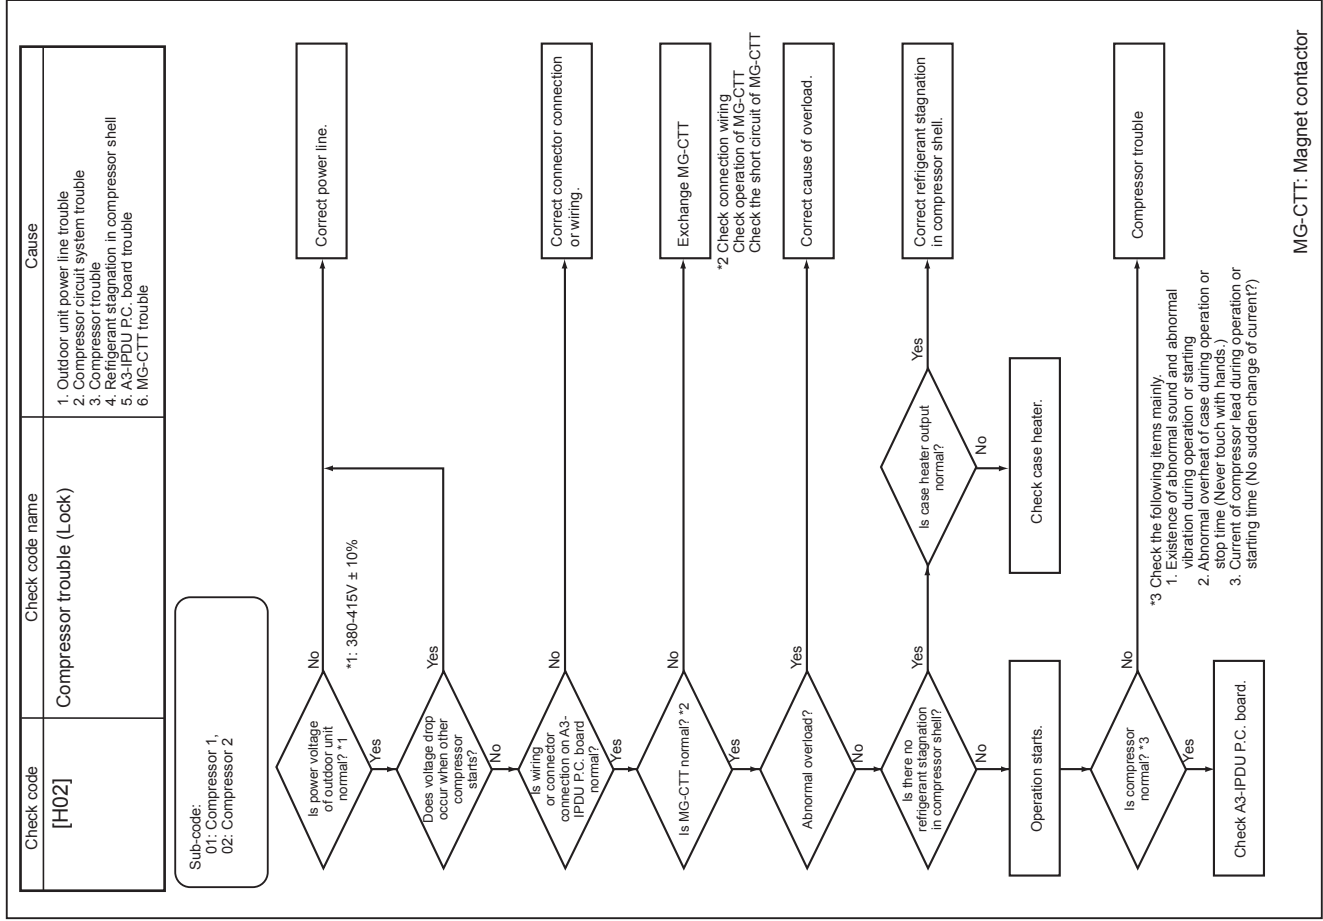 Check code
Check code name
Cause
[H02]
Compressor trouble (Lock)
1. Outdoor unit power line trouble
2. Compressor circuit system trouble
3. Compressor trouble
4. Refrigerant stagnation in compressor shell
5. A3-IPDU P.C. board trouble
6. MG-CTT trouble
Sub-code:
01: Compressor 1,
02: Compressor 2
Is power voltage
of outdoor unit
normal? *1
No
Correct power line.
*1: 380-415V ± 10%
Yes
Does voltage drop
occur when other
compressor
starts?
Yes
No
Is wiring
or connector
connection on A3-
IPDU P.C. board
normal?
No
Correct connector connection
or wiring.
Yes
Is MG-CTT normal? *2
No
Exchange MG-CTT
*2 Check connection wiring
Check operation of MG-CTT
Check the short circuit of MG-CTT
Yes
Abnormal overload?
Yes
Correct cause of overload.
No
Is there no
refrigerant stagnation
in compressor shell?
Yes
Is case heater output
normal?
Yes
Correct refrigerant stagnation
in compressor shell.
No
No
Check case heater.
Operation starts.
Is compressor
normal? *3
No
Compressor trouble
*3 Check the following items mainly.
1. Existence of abnormal sound and abnormal
vibration during operation or starting
2. Abnormal overheat of case during operation or
stop time (Never touch with hands.)
3. Current of compressor lead during operation or
starting time (No sudden change of current?)
Yes
Check A3-IPDU P.C. board.
MG-CTT: Magnet contactor